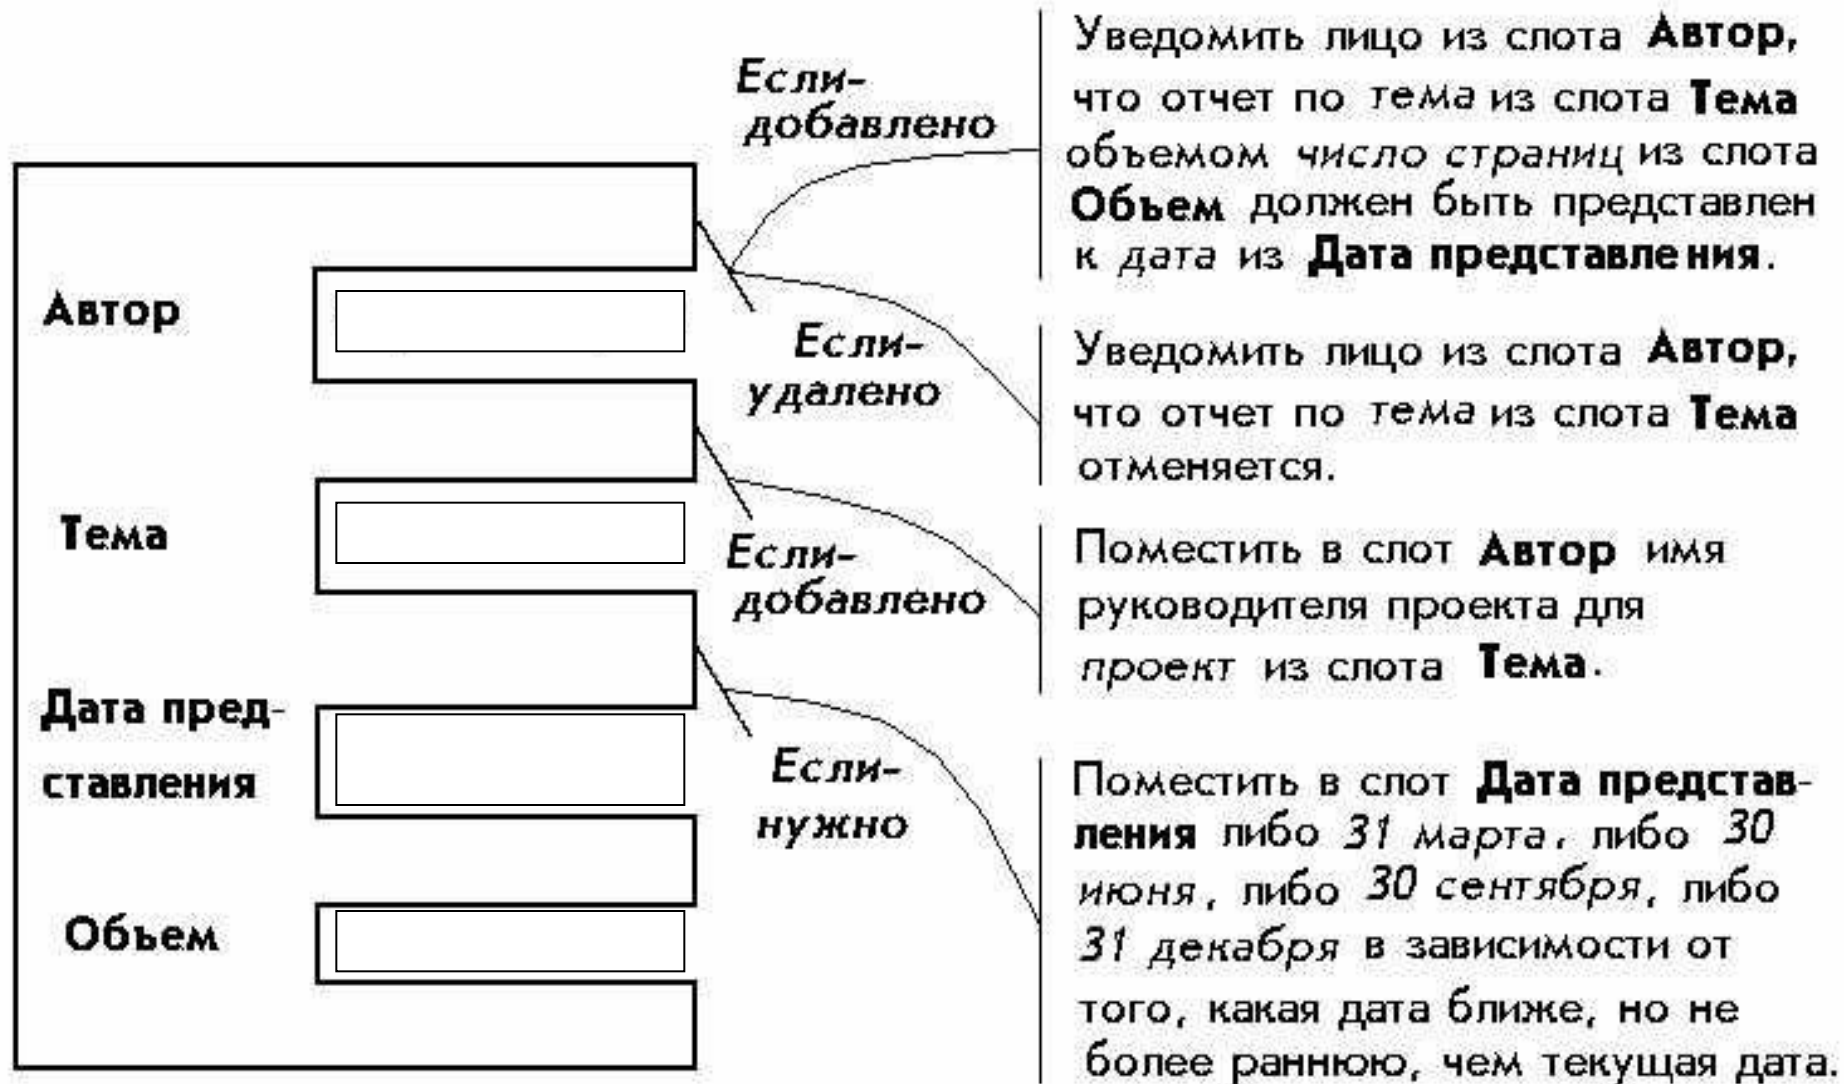 Автор
Тема
Дата пред-
ставления
Объем
Если-
добавлено
Если-
удалено
Если-
добавлено
Если-
нужно
Уведомить лицо из слота Автор,
что отчет по тема из слота Тема
объемом число страниц из слота
Объем должен быть представлен
к дата из Дата представления.
Уведомить лицо из слота Автор,
что отчет по тема из слота Тема
отменяется.
Поместить в слот Автор имя
руководителя проекта для
проект из слота Тема.
Поместить в слот Дата представ-
ления либо 31 марта, либо 30
июня, либо 30 сентября, либо
31 декабря в зависимости от
того, какая дата ближе, но не
более раннюю, чем текущая дата.